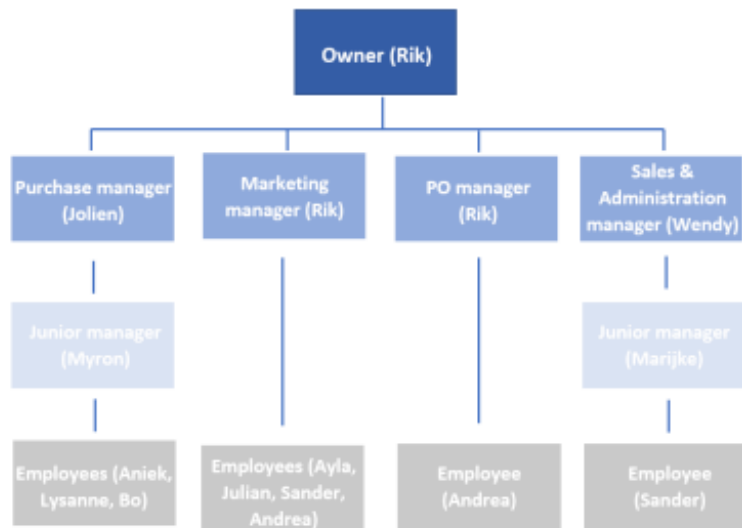 Owner (Rik)
Purchase manager
(Jolien)
Marketing
manager (Rik)
PO manager
(Rik)
Sales &
Administration
manager (Wendy)
Junior manager
(Myron)
Junior manager
(Marijke)
Employees (Aniek,
Lysanne, Bo)
Employees (Ayla,
Julian, Sander,
Andrea)
Employee
(Andrea)
Employee
(Sander)